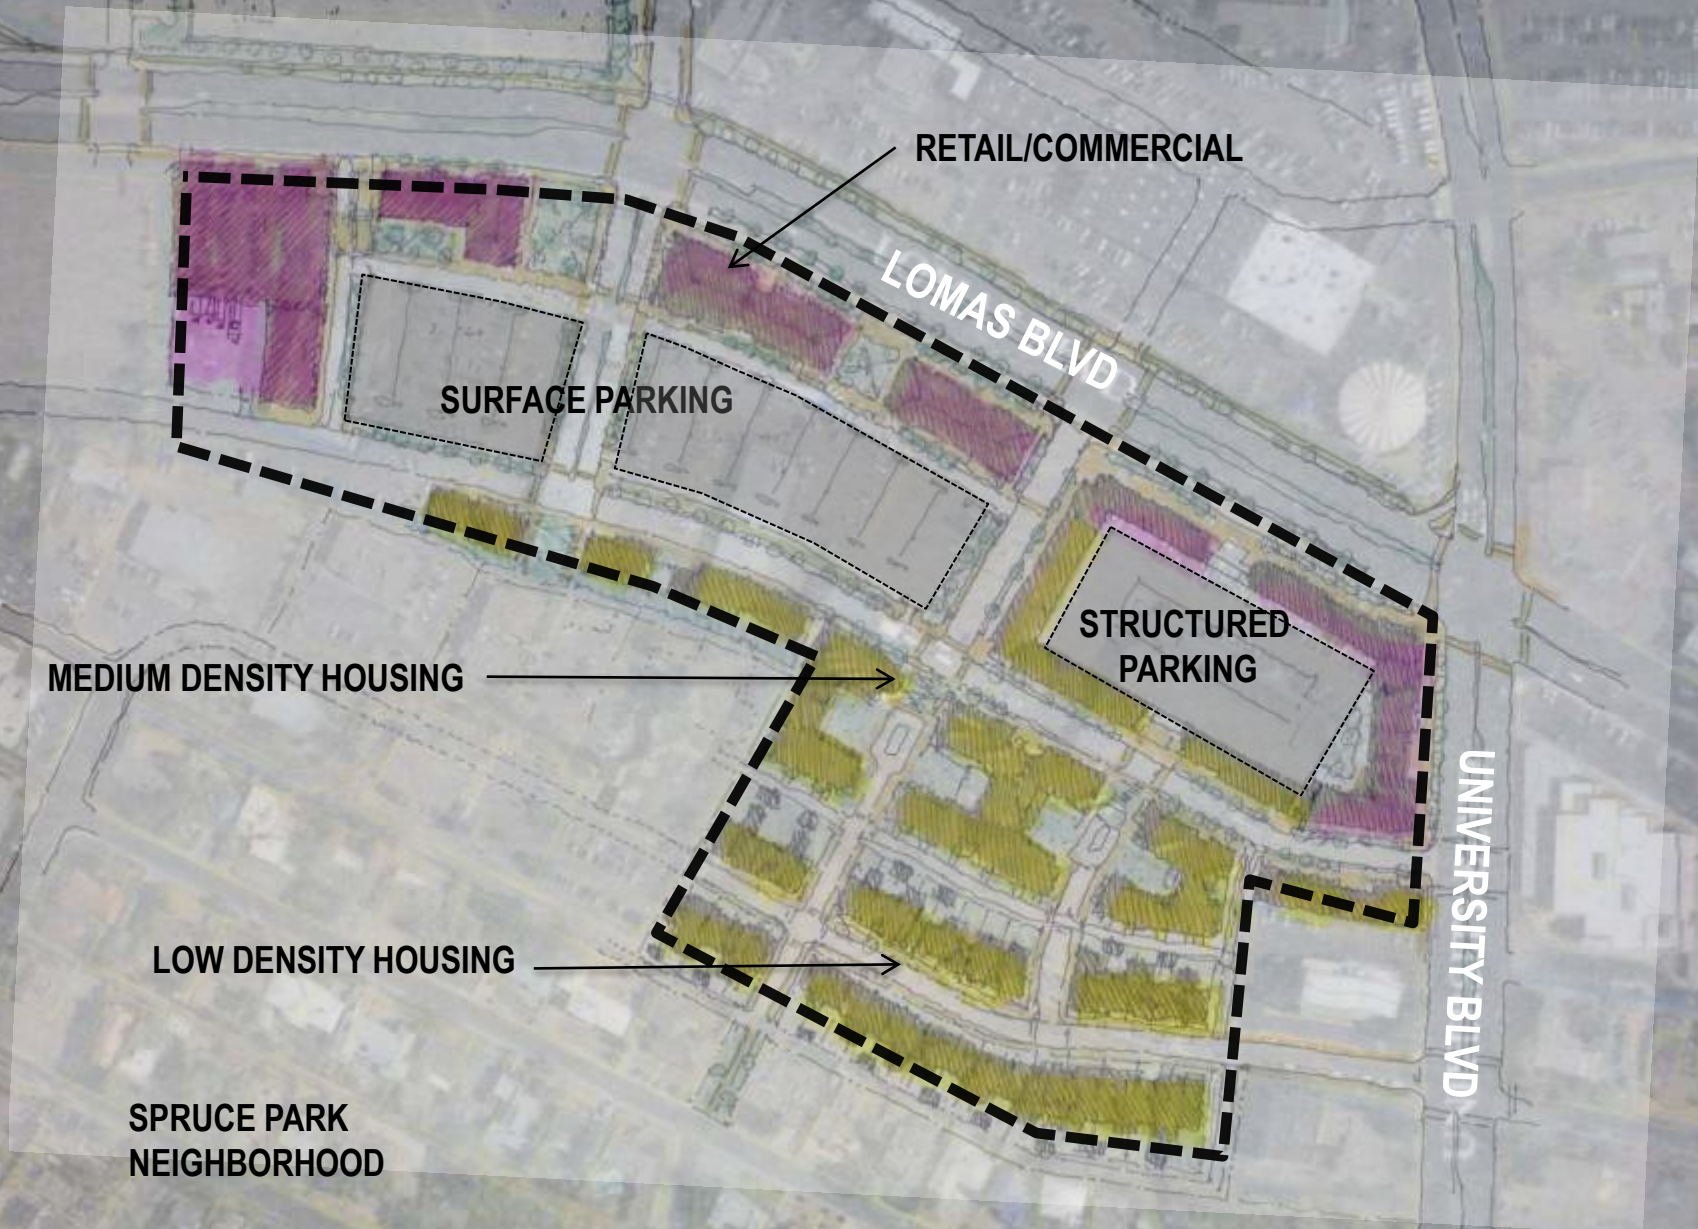 RETAIL/COMMERCIAL
LOMAS BLVD
SURFACE PARKING
STRUCTURED
PARKING
MEDIUM DENSITY HOUSING
UNIVERSITY BLVD
LOW DENSITY HOUSING
SPRUCE PARK
NEIGHBORHOOD